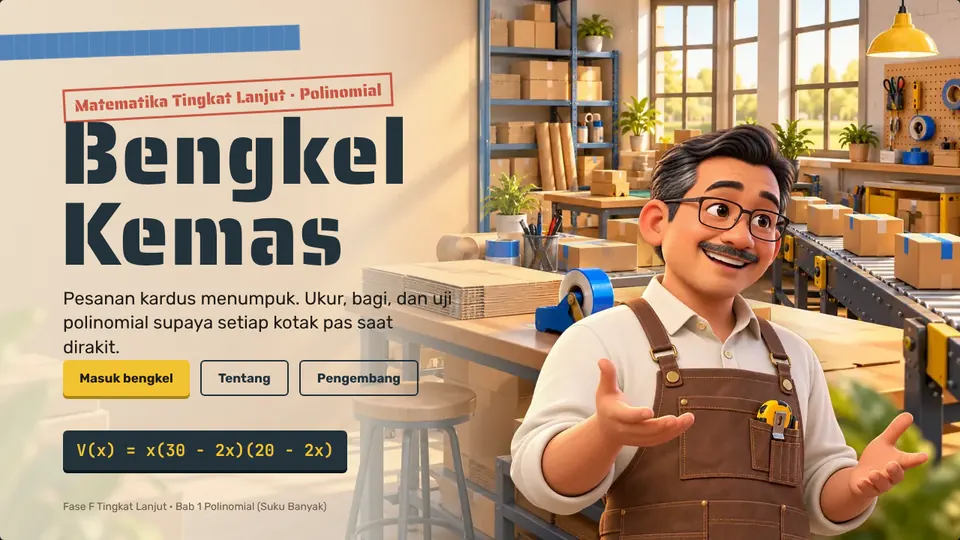 Matematika Tingkat Lanjut · Polinomial
Bengkel
Kemas
Pesanan kardus menumpuk. Ukur, bagi, dan uji
polinomial supaya setiap kotak pas saat
dirakit.
Masuk bengkel
Tentang
Pengembang
V(x) = x(30 - 2x)(20 - 2x)
Fase F Tingkat Lanjut · Bab 1 Polinomial (Suku Banyak)